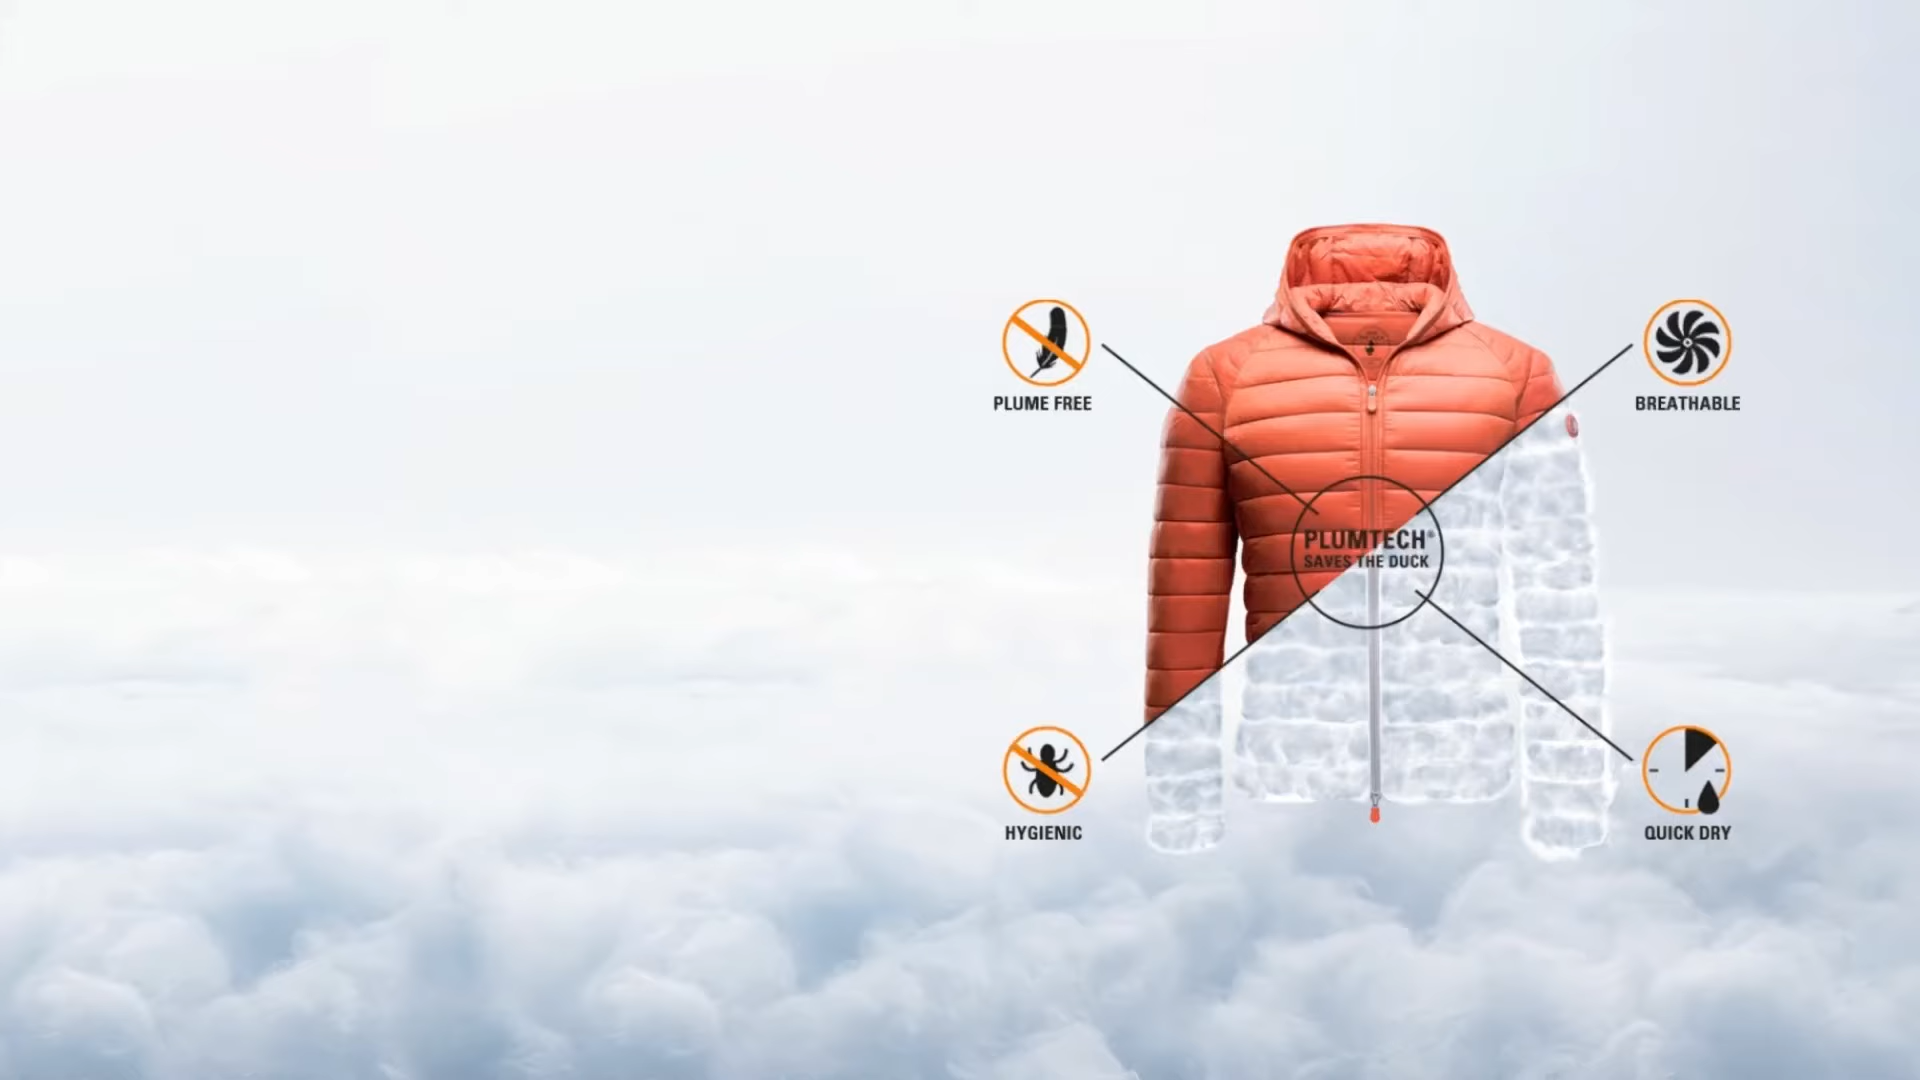 PLUME FREE
BREATHABLE
PLUMTECH®
SAVES THE DUCK
HYGIENIC
QUICK DRY